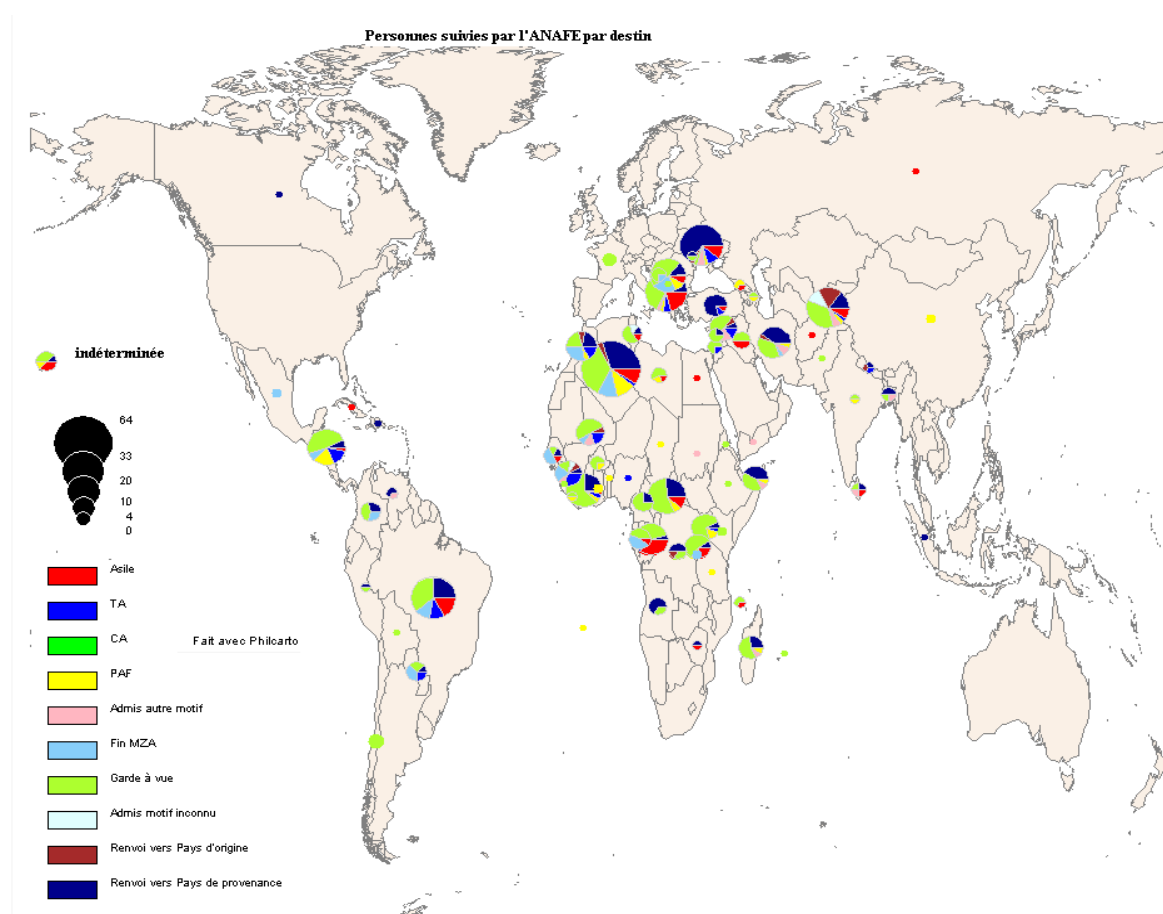 Personnes suivies par l'ANAFE par destin
indéterminée
64
33
20
10
4
0
Asile
TA
CA
Fait avec Philcarto
PAF
Admis autre motif
Fin MZA
Garde à vue
Admis motif inconnu
Renvoi vers Pays d'origine
Renvoi vers Pays de provenance